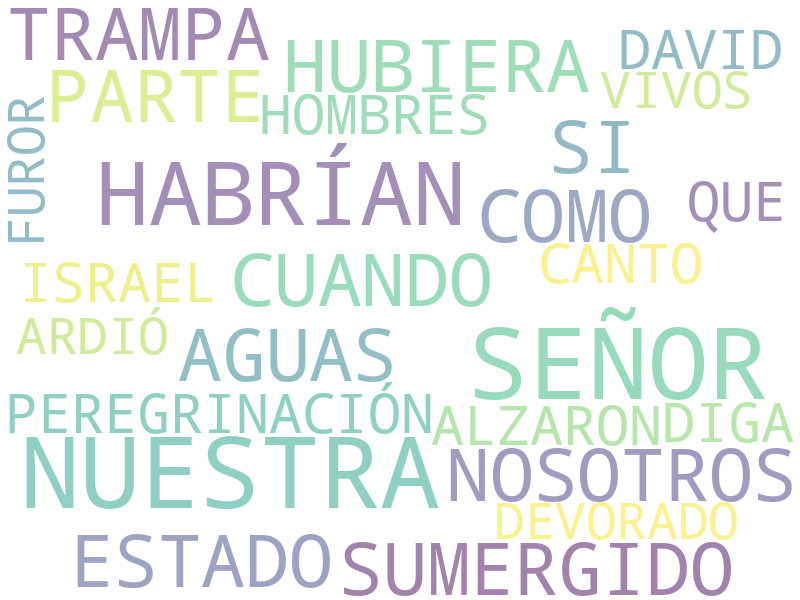 TRAMPA
HUBIERA
DAVID
PARTE
VIVOS
HOMBRES
FUROR
SI
HABRÍAN
COMO
QUE
CUANDO
CANTO
ISRAEL
ARDIÓ
AGUAS
SEÑOR
PEREGRINACIÓN
ALZARON
DIGA
NUESTRA
NOSOTROS
DEVORADO
ESTADO
SUMERGIDO